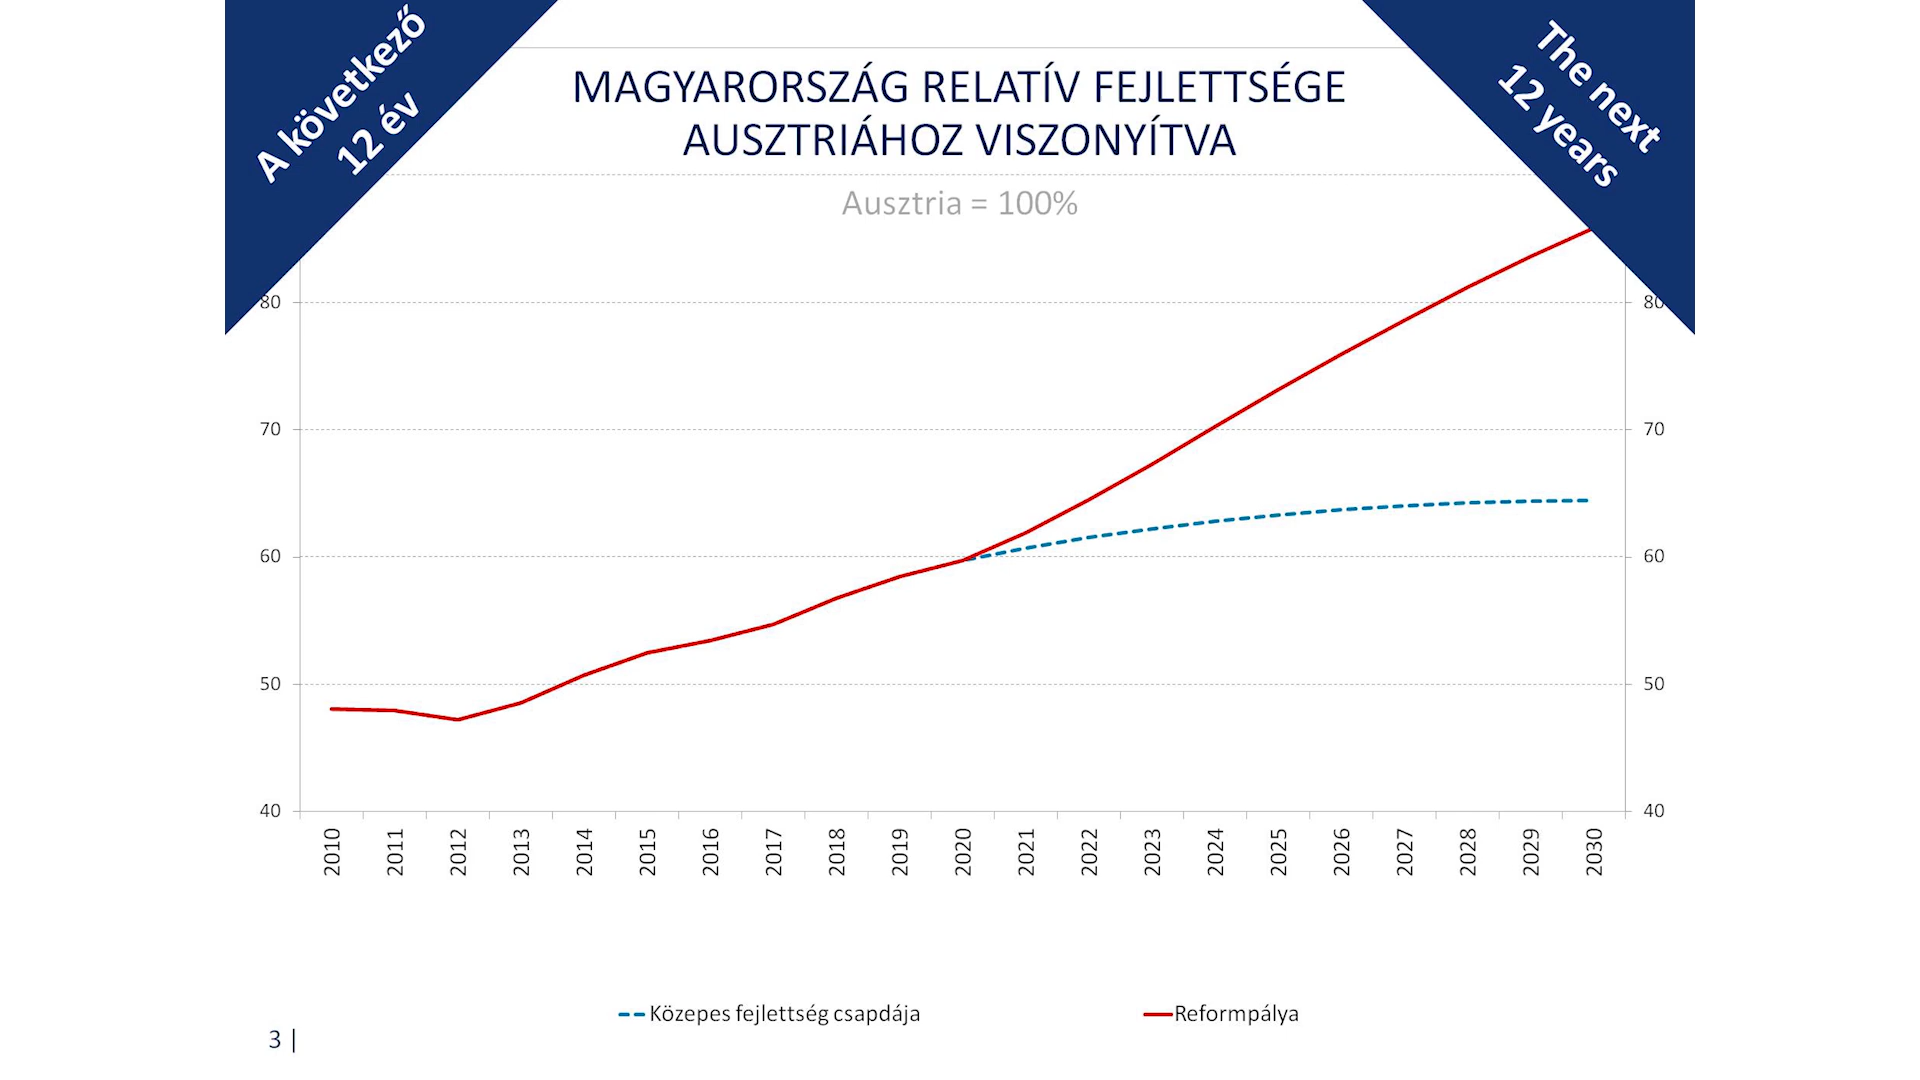 A következő
12 év
The next
12 years
MAGYARORSZÁG RELATÍV FEJLETTSÉGE
AUSZTRIÁHOZ VISZONYÍTVA
Ausztria = 100%
80 80
70 70
60 60
50 50
40 40
2010 2011 2012 2013 2014 2015 2016 2017 2018 2019 2020 2021 2022 2023 2024 2025 2026 2027 2028 2029 2030
Közepes fejlettség csapdája Reformpálya
3 |